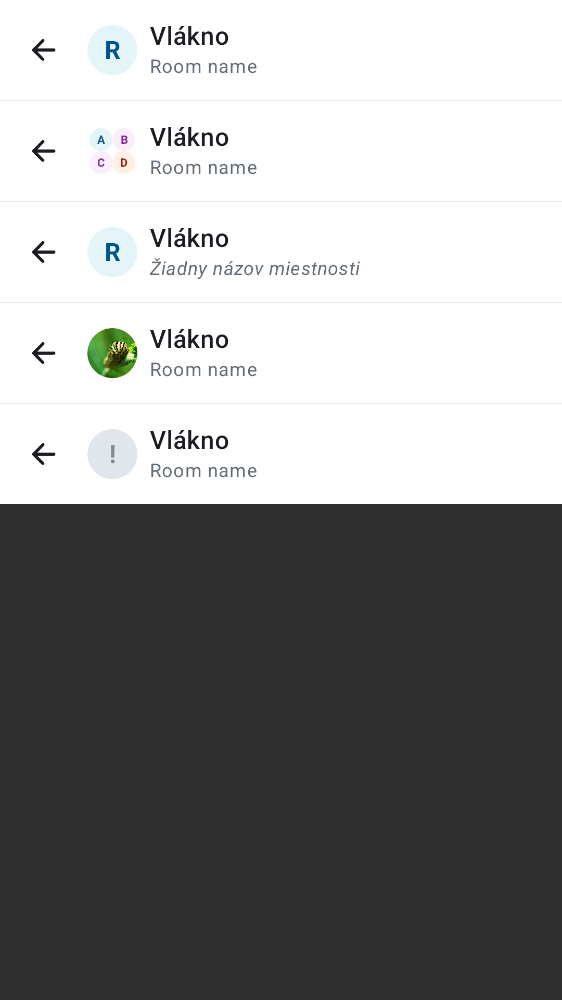 R
Vlákno
Room name
A B
C D
Vlákno
Room name
R
Vlákno
Žiadny názov miestnosti
Vlákno
Room name
!
Vlákno
Room name